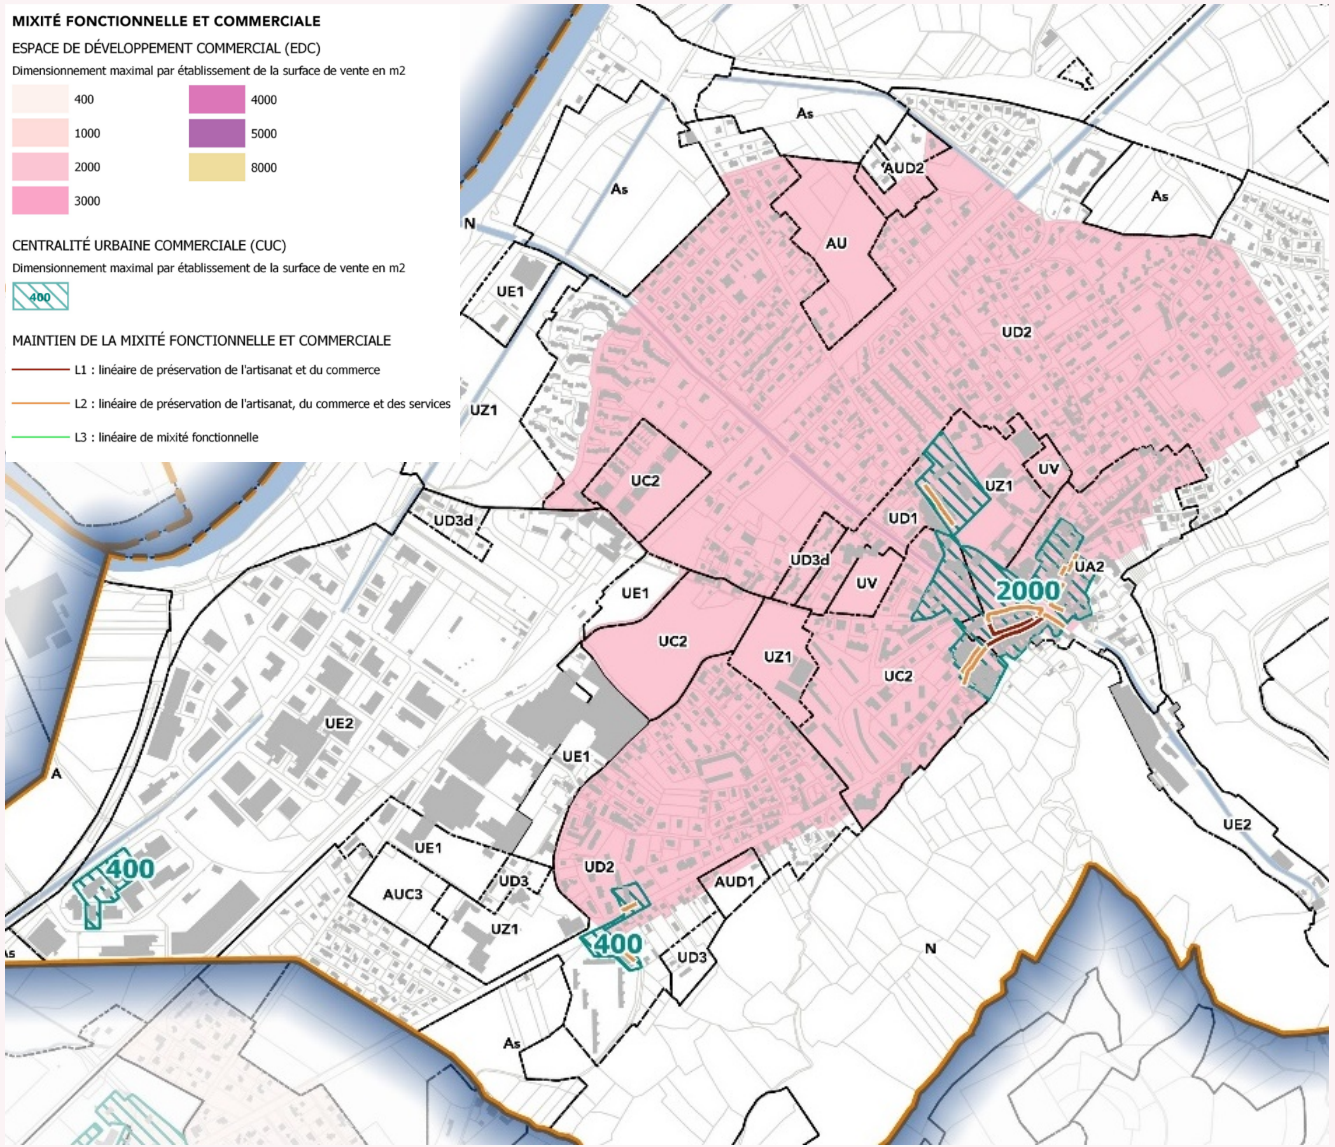 MIXITÉ FONCTIONNELLE ET COMMERCIALE
ESPACE DE DÉVELOPPEMENT COMMERCIAL (EDC)
Dimensionnement maximal par établissement de la surface de vente en m2
400
4000
1000
5000
2000
8000
3000
CENTRALITÉ URBAINE COMMERCIALE (CUC)
Dimensionnement maximal par établissement de la surface de vente en m2
400
MAINTIEN DE LA MIXITÉ FONCTIONNELLE ET COMMERCIALE
L1 : linéaire de préservation de l'artisanat et du commerce
L2 : linéaire de préservation de l'artisanat, du commerce et des services
L3 : linéaire de mixité fonctionnelle
As
AUD2
As
As
N
AU
UE1
UD2
UZ1
UV
UC2
UZ1
UD1
UD3d
UD3d
UA2
UV
UE1
2000
UC2
UZ1
UC2
UE2
UE1
A
UE2
UE1
400
UD2
UD3
AUD1
AUC3
UZ1
400
N
UD3
As
As